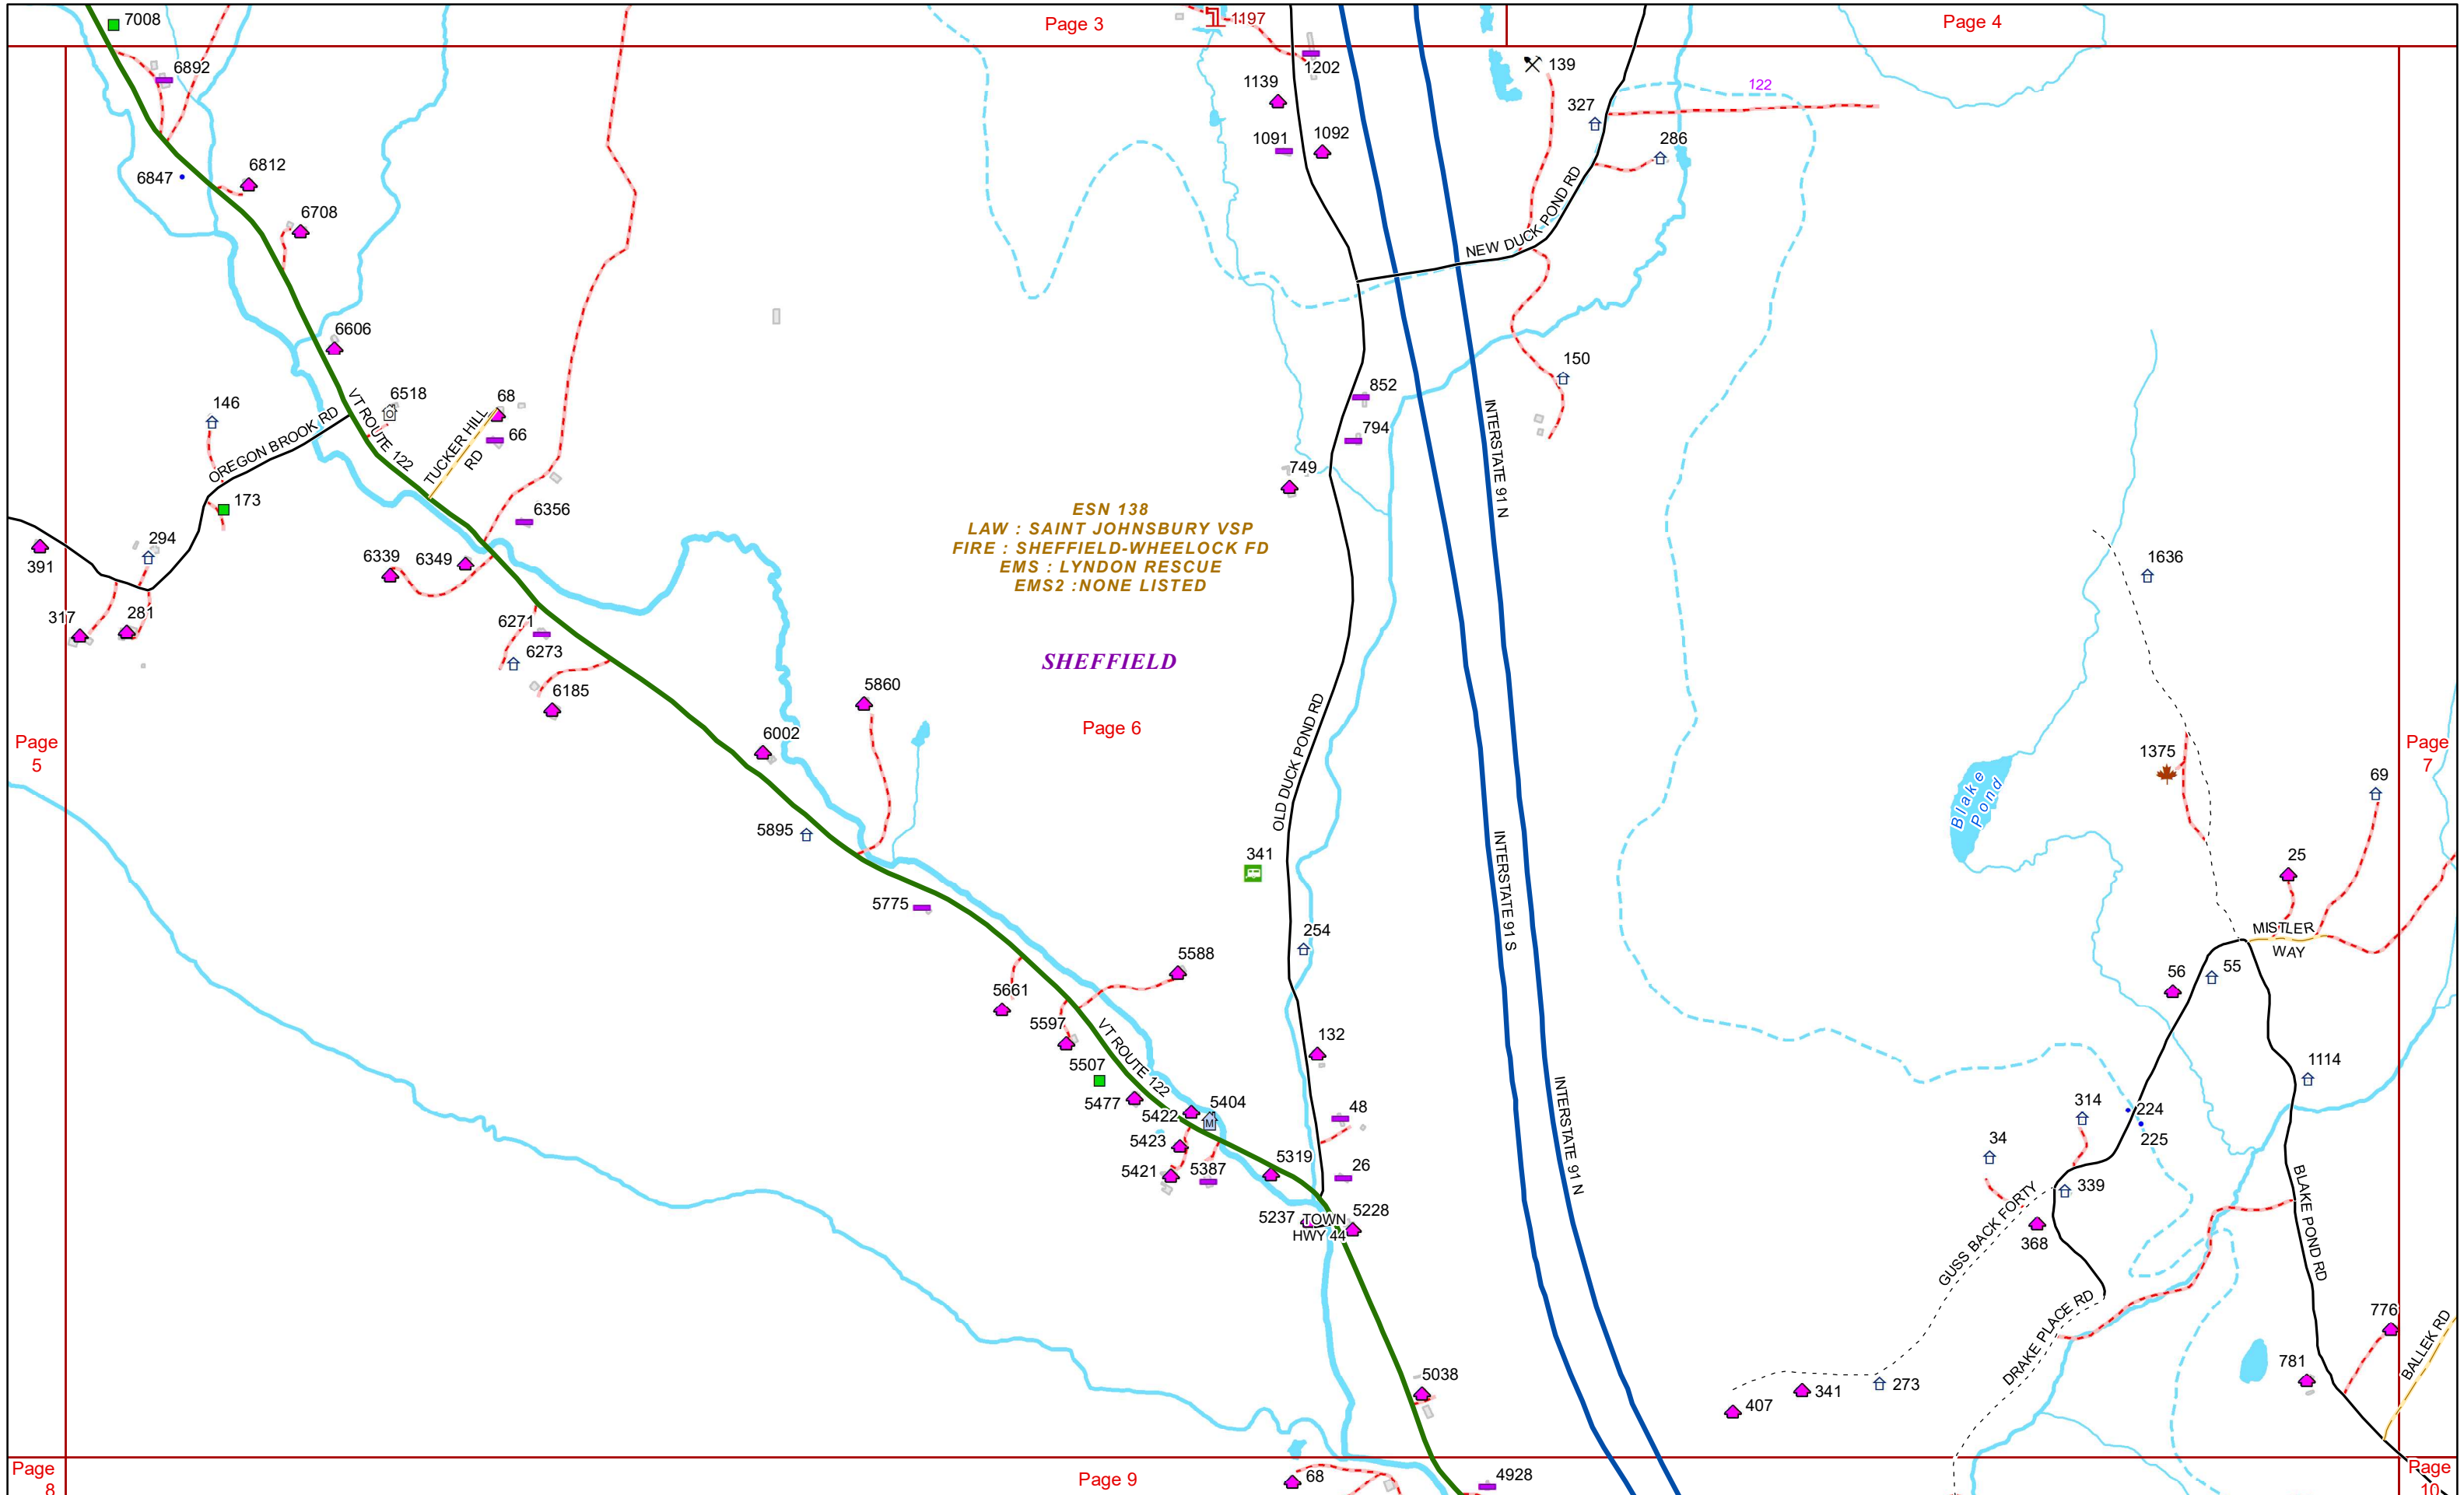 7008
Page 3
1197
Page 4
6892
1202
139
1139
122
327
1091
1092
286
6847
6812
6708
NEW DUCK POND RD
6606
150
146
VT ROUTE 122
6518
68
852
OREGON BROOK RD
TUCKER HILL
RD
66
794
INTERSTATE 91 N
749
173
6356
ESN 138
LAW : SAINT JOHNSBURY VSP
FIRE : SHEFFIELD-WHEELOCK FD
EMS : LYNDON RESCUE
EMS2 :NONE LISTED
391
294
6339
6349
1636
317
281
6271
6273
SHEFFIELD
6185
5860
Page 6
OLD DUCK POND RD
Page
5
6002
Page
7
1375
69
Blake
Pond
5895
341
25
INTERSTATE 91 S
5775
254
MISTLER
WAY
5588
56
55
5661
5597
132
VT ROUTE 122
5507
1114
5477
5422
5404
M
48
INTERSTATE 91 N
314
224
225
34
5423
5421
5387
5319
26
339
5237
TOWN
HWY 44
5228
GUSS BACK FORTY
368
BLAKE POND RD
DRAKE PLACE RD
776
BALLEK RD
781
5038
407
341
273
Page
8
Page 9
68
4928
Page
10